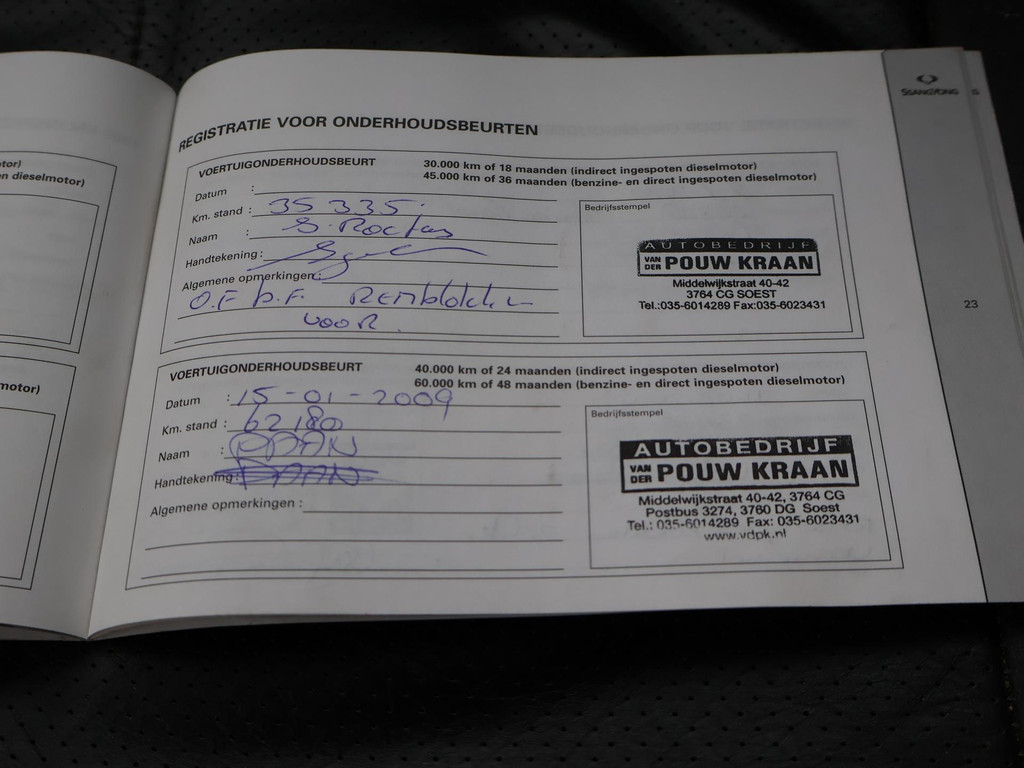 tor)
n dieselmotor)
motor)
SSANGYONG
REGISTRATIE VOOR ONDERHOUDSBEURTEN
VOERTUIGONDERHOUDSBEURT
30.000 km of 18 maanden (indirect ingespoten dieselmotor)
45.000 km of 36 maanden (benzine- en direct ingespoten dieselmotor)
Datum :
Km. stand : 35 335.
Naam : S.
Handtekening:
Algemene opmerkingen:
O.F b.F. Remblokken
voor.
Bedrijfsstempel
AUTOBEDRIJF
VAN DER POUW KRAAN
Middelwijkstraat 40-42
3764 CG SOEST
Tel.:035-6014289 Fax:035-6023431
23
VOERTUIGONDERHOUDSBEURT
40.000 km of 24 maanden (indirect ingespoten dieselmotor)
60.000 km of 48 maanden (benzine- en direct ingespoten dieselmotor)
Datum : 15-01-2009
Km. stand : 62180
Naam :
Handtekening:
Algemene opmerkingen :
Bedrijfsstempel
AUTOBEDRIJF
VAN DER POUW KRAAN
Middelwijkstraat 40-42, 3764 CG
Postbus 3274, 3760 DG Soest
Tel.: 035-6014289 Fax: 035-6023431
www.vdpk.nl